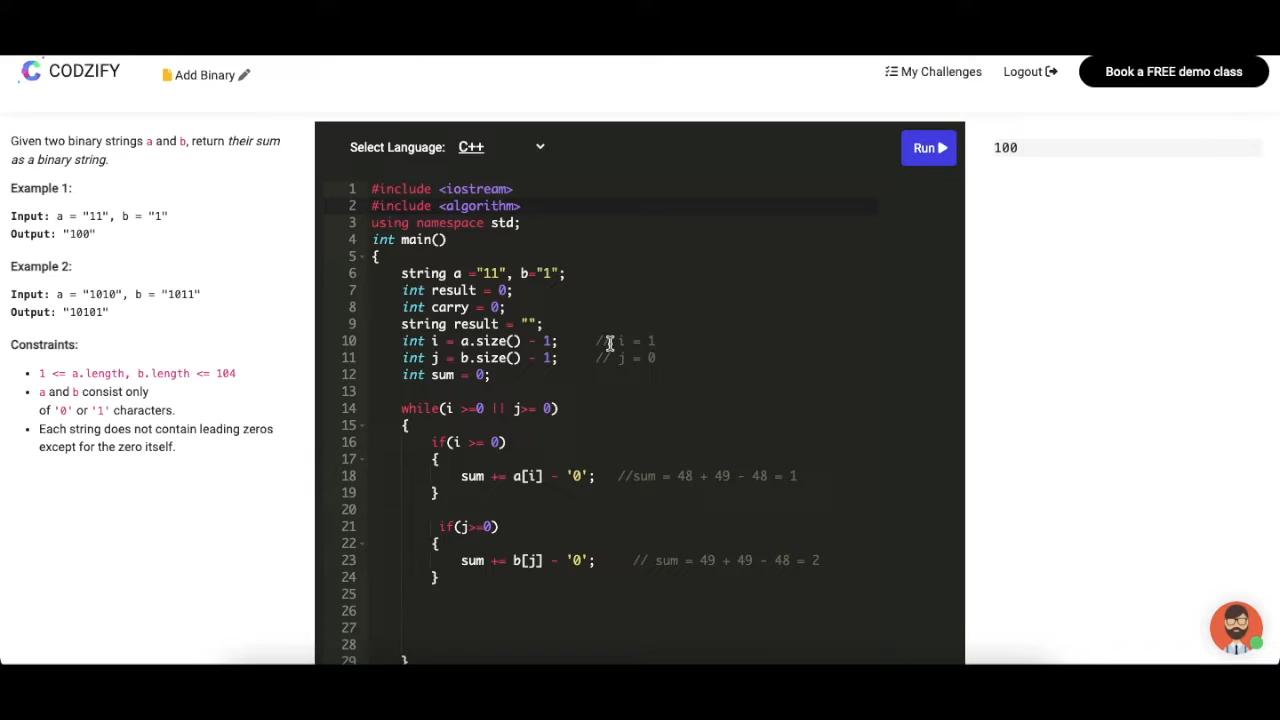 CODZIFY
Add Binary
My Challenges
Logout
Book a FREE demo class
Given two binary strings a and b, return their sum
as a binary string.
Example 1:
Input: a = "11", b = "1"
Output: "100"
Example 2:
Input: a = "1010", b = "1011"
Output: "10101"
Constraints:
• 1 <= a.length, b.length <= 104
• a and b consist only
of '0' or '1' characters.
• Each string does not contain leading zeros
except for the zero itself.
Select Language: C++
Run
1 #include <iostream>
2 #include <algorithm>
3 using namespace std;
4 int main()
5 {
6 string a ="11", b="1";
7 int result = 0;
8 int carry = 0;
9 string result = "";
10 int i = a.size() - 1; // i = 1
11 int j = b.size() - 1; // j = 0
12 int sum = 0;
13
14 while(i >=0 || j>= 0)
15 {
16 if(i >= 0)
17 {
18 sum += a[i] - '0'; //sum = 48 + 49 - 48 = 1
19 }
20
21 if(j>=0)
22 {
23 sum += b[j] - '0'; // sum = 49 + 49 - 48 = 2
24 }
25
26
27
28
29 }
100